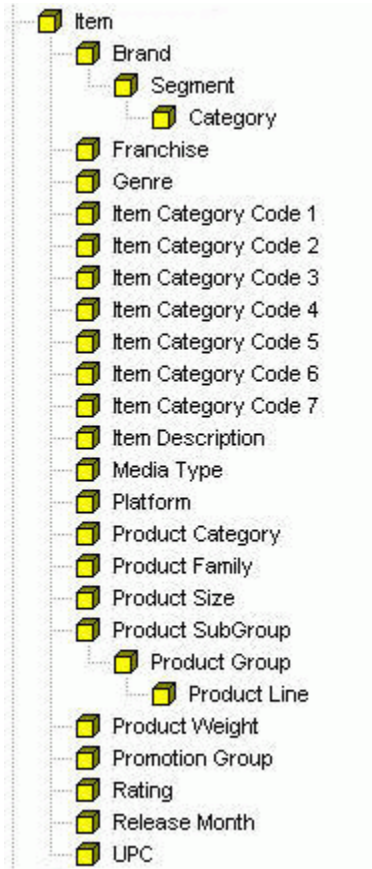 Item
Brand
Segment
Category
Franchise
Genre
Item Category Code 1
Item Category Code 2
Item Category Code 3
Item Category Code 4
Item Category Code 5
Item Category Code 6
Item Category Code 7
Item Description
Media Type
Platform
Product Category
Product Family
Product Size
Product SubGroup
Product Group
Product Line
Product Weight
Promotion Group
Rating
Release Month
UPC